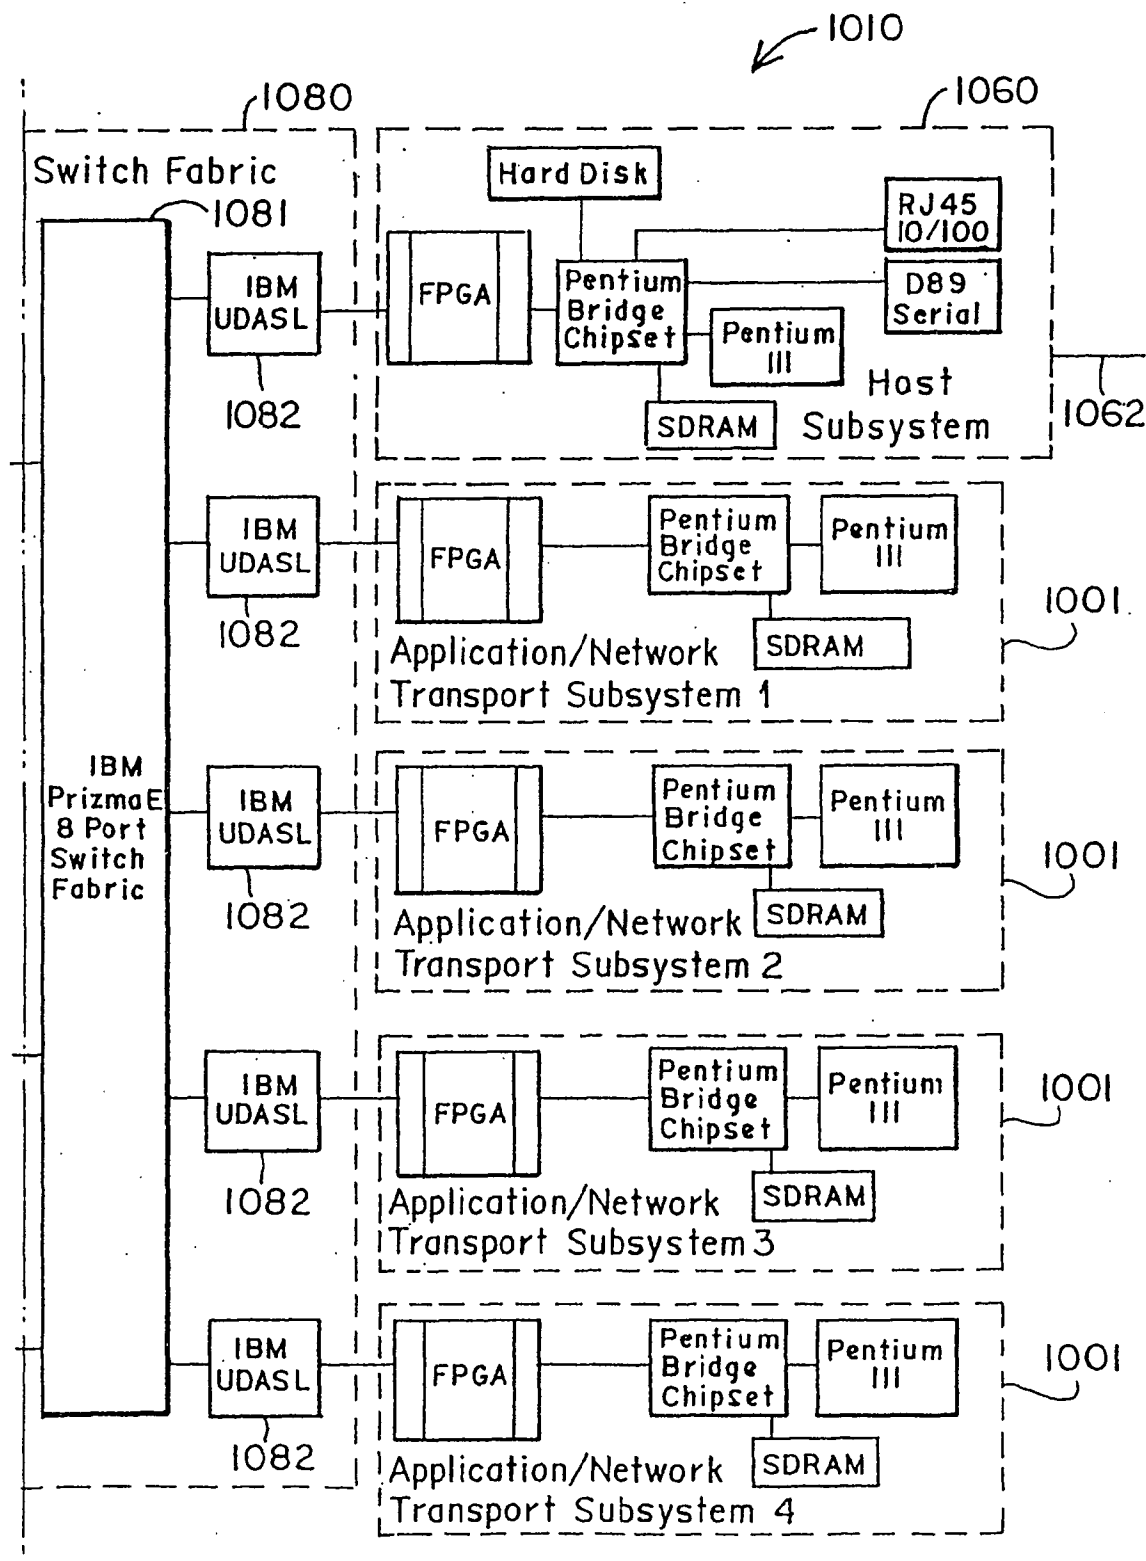 1010
1080
1060
Switch Fabric
1081
Hard Disk
RJ45
10/100
IBM
UDASL
FPGA
Pentium
Bridge
Chipset
D89
Serial
Pentium
III
1082
SDRAM
Host
Subsystem
1062
IBM
UDASL
1082
FPGA
Pentium
Bridge
Chipset
Pentium
III
SDRAM
Application/Network
Transport Subsystem 1
1001
IBM
PrizmaE
8 Port
Switch
Fabric
IBM
UDASL
1082
FPGA
Pentium
Bridge
Chipset
Pentium
III
SDRAM
Application/Network
Transport Subsystem 2
1001
IBM
UDASL
1082
FPGA
Pentium
Bridge
Chipset
Pentium
III
SDRAM
Application/Network
Transport Subsystem 3
1001
IBM
UDASL
1082
FPGA
Pentium
Bridge
Chipset
Pentium
III
SDRAM
Application/Network
Transport Subsystem 4
1001